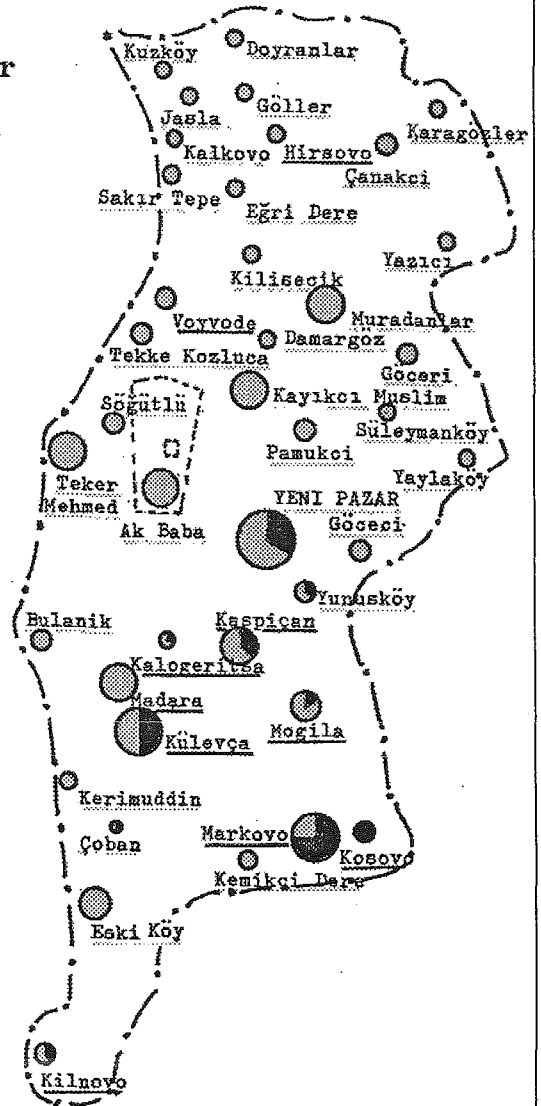 r
Kuzköy
Doyranlar
Jasla
Göller
Karagözler
Kalkovo
Hirsovo
Çanakci
Sakır Tepe
Eğri Dere
Yazıcı
Kilisecik
Voyvode
Muradanlar
Damargöz
Tekke Kozluca
Göceri
Kayıkcı
Muslim
Söğütlü
Süleymanköy
Pamukci
Yaylaköy
Teker
Mehmed
YENI PAZAR
Ak Baba
Göceci
Yunusköy
Bulanik
Kaspiçan
Kalogeritsa
Madara
Mogila
Külevça
Kerimuddin
Markovo
Çoban
Kosovo
Kemikçi Dere
Eski Köy
Kilnovo